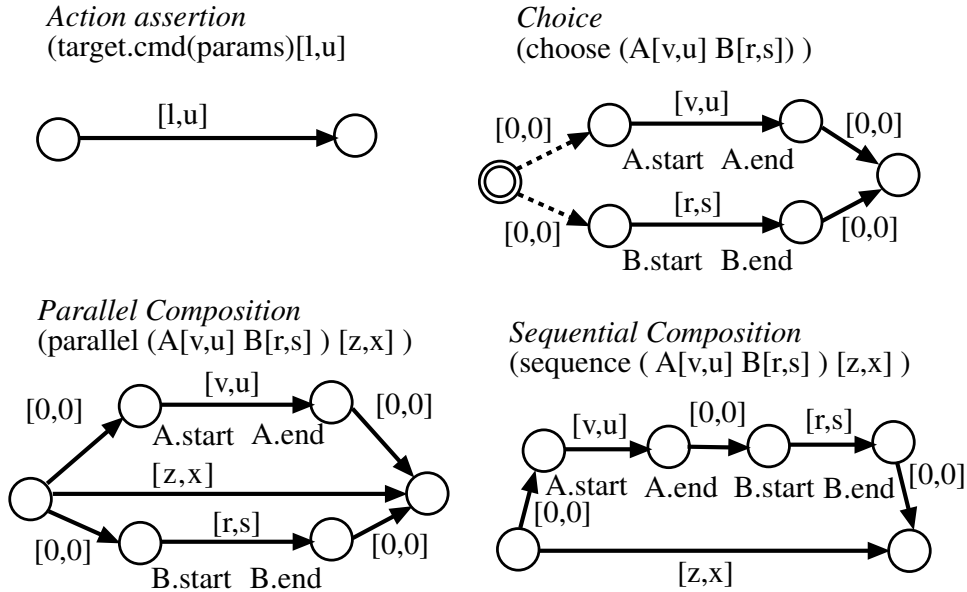 Action assertion
(target.cmd(params)[l,u]
[l,u]
Choice
(choose (A[v,u] B[r,s]) )
[v,u]
[0,0]
[0,0]
A.start A.end
[r,s]
[0,0]
[0,0]
B.start B.end
Parallel Composition
(parallel (A[v,u] B[r,s] ) [z,x] )
[v,u]
[0,0]
[0,0]
A.start A.end
[z,x]
[r,s]
[0,0]
[0,0]
B.start B.end
Sequential Composition
(sequence ( A[v,u] B[r,s] ) [z,x] )
[v,u]
[0,0]
[r,s]
A.start A.end B.start B.end
[0,0]
[0,0]
[z,x]